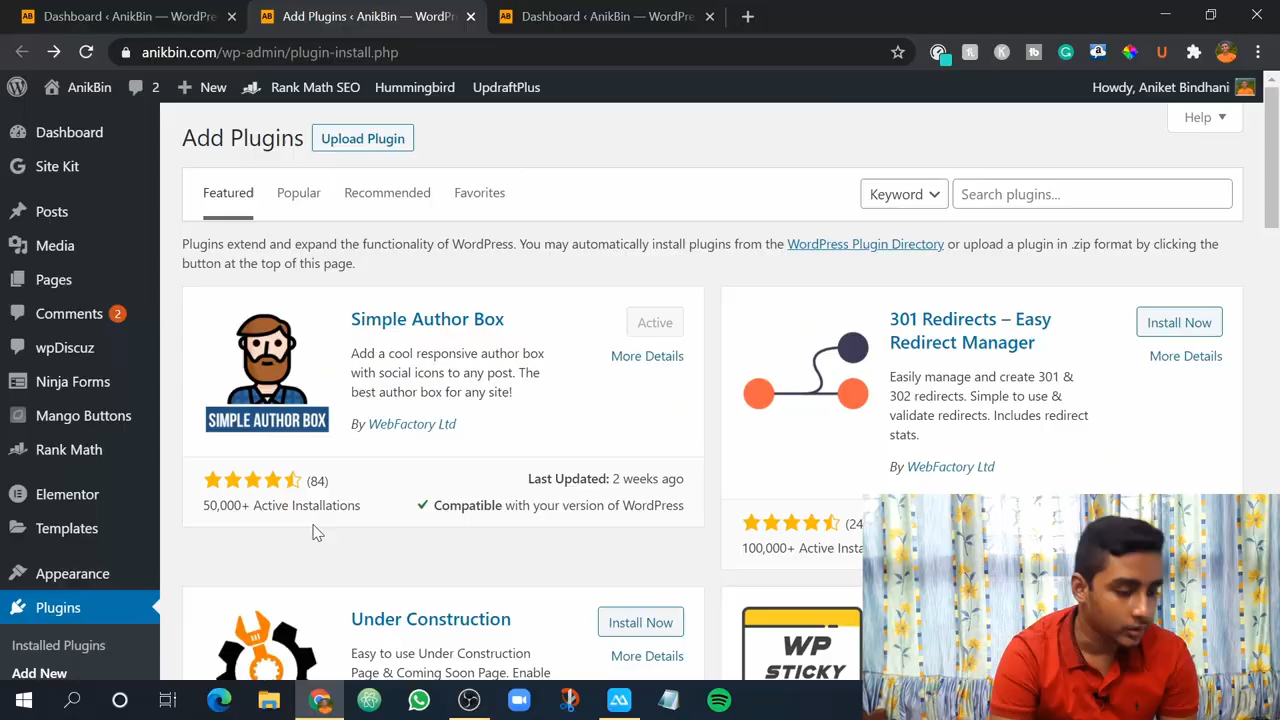 Dashboard ‹ AnikBin — WordPre
Add Plugins ‹ AnikBin — WordPr
Dashboard ‹ AnikBin — WordPre
anikbin.com/wp-admin/plugin-install.php
AnikBin
2
New
Rank Math SEO
Hummingbird
UpdraftPlus
Howdy, Aniket Bindhani
Dashboard
Site Kit
Posts
Media
Pages
Comments 2
wpDiscuz
Ninja Forms
Mango Buttons
Rank Math
Elementor
Templates
Appearance
Plugins
Installed Plugins
Add New
Help
Add Plugins
Upload Plugin
Featured
Popular
Recommended
Favorites
Keyword
Search plugins...
Plugins extend and expand the functionality of WordPress. You may automatically install plugins from the WordPress Plugin Directory or upload a plugin in .zip format by clicking the
button at the top of this page.
SIMPLE AUTHOR BOX
Simple Author Box
Active
More Details
Add a cool responsive author box
with social icons to any post. The
best author box for any site!
By WebFactory Ltd
(84)
50,000+ Active Installations
Last Updated: 2 weeks ago
Compatible with your version of WordPress
301 Redirects – Easy
Redirect Manager
Install Now
More Details
Easily manage and create 301 &
302 redirects. Simple to use &
validate redirects. Includes redirect
stats.
By WebFactory Ltd
(24
100,000+ Active Insta
Under Construction
Install Now
More Details
Easy to use Under Construction
Page & Coming Soon Page. Enable
WP
STICKY